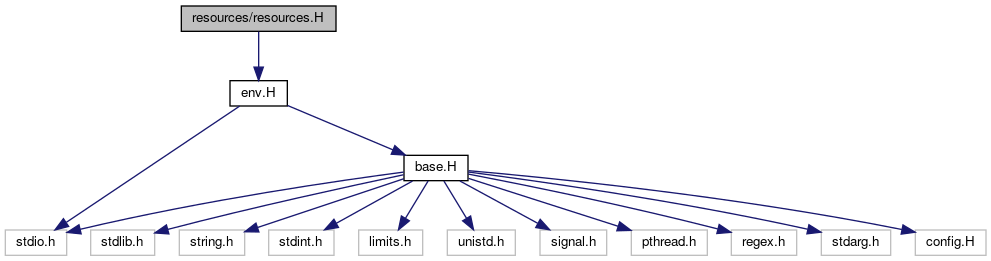 resources/resources.H
env.H
base.H
stdio.h
stdlib.h
string.h
stdint.h
limits.h
unistd.h
signal.h
pthread.h
regex.h
stdarg.h
config.H